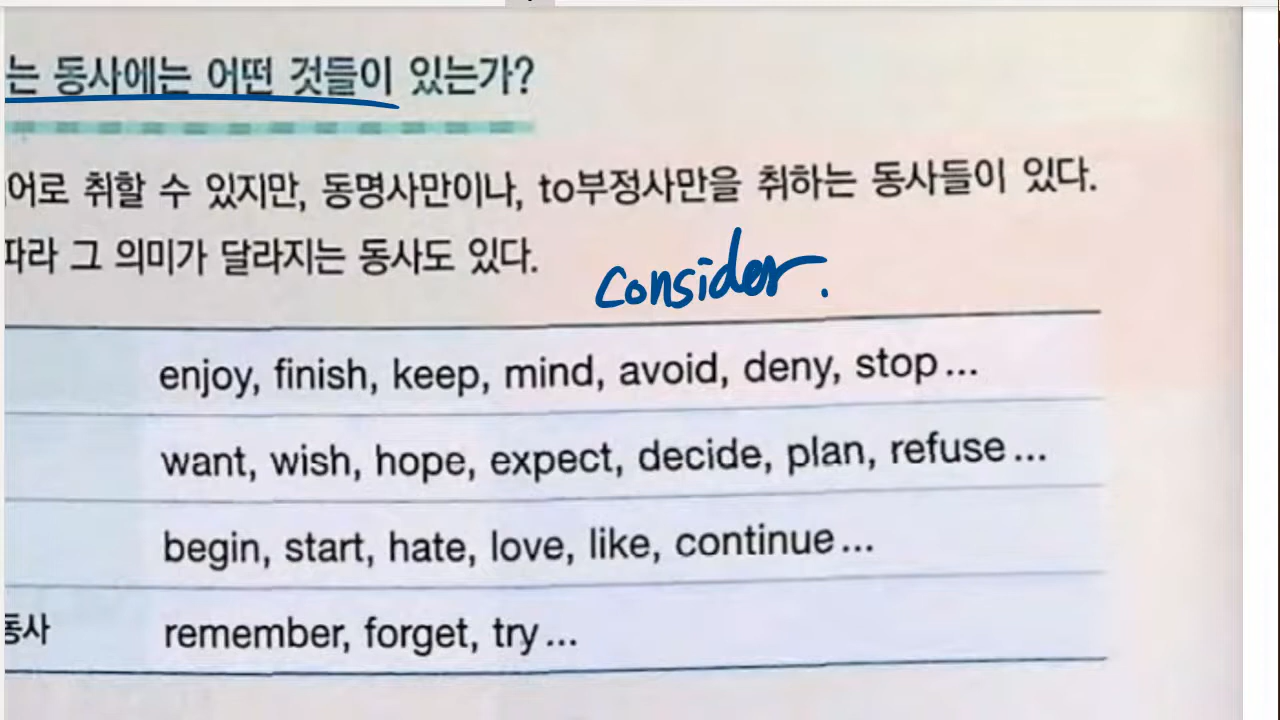 는 동사에는 어떤 것들이 있는가?
어로 취할 수 있지만, 동명사만이나, to부정사만을 취하는 동사들이 있다.
따라 그 의미가 달라지는 동사도 있다.
consider.
enjoy, finish, keep, mind, avoid, deny, stop...
want, wish, hope, expect, decide, plan, refuse...
begin, start, hate, love, like, continue...
동사 remember, forget, try...